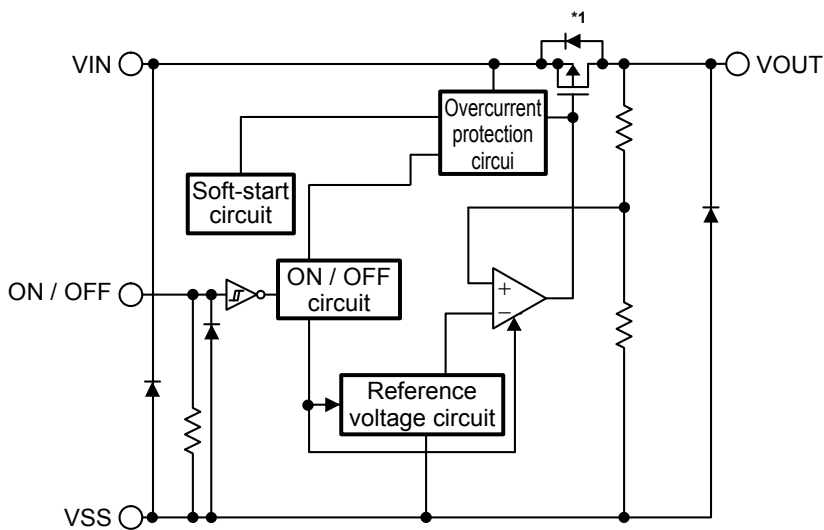 *1
VIN
VOUT
Overcurrent
protection
circui
Soft-start
circuit
ON / OFF
ON / OFF
circuit
+
−
Reference
voltage circuit
VSS